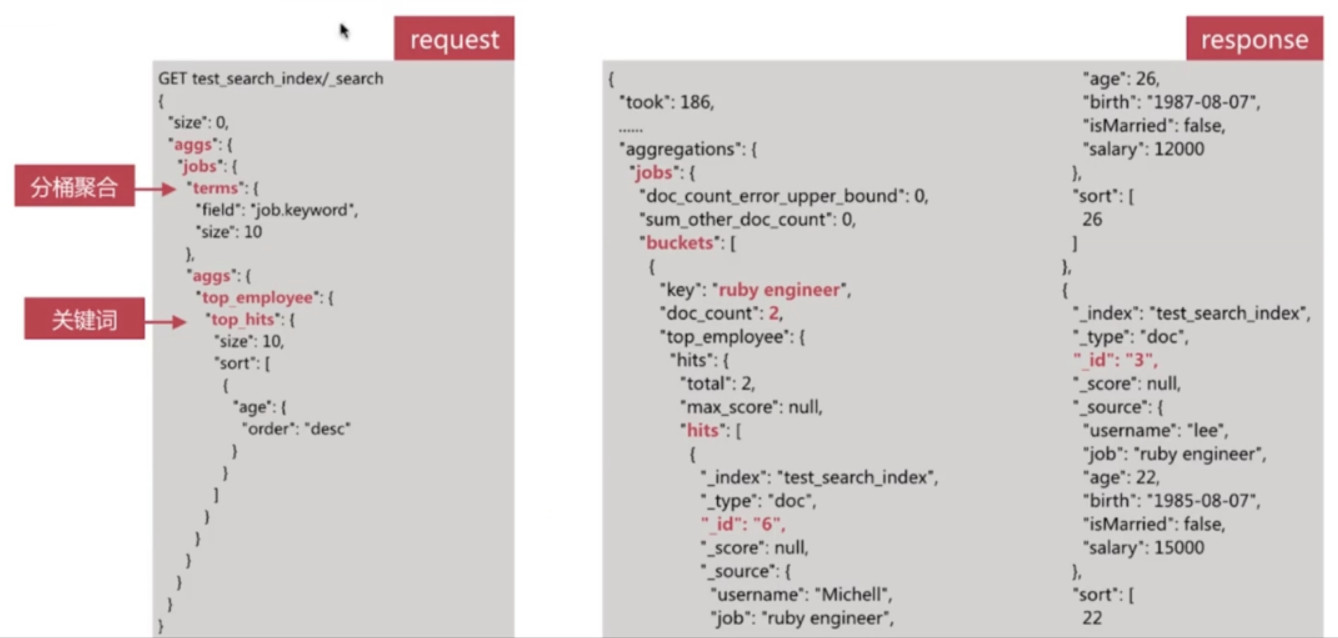 request
GET test_search_index/_search
{
"size": 0,
"aggs": {
"jobs": {
分桶聚合
"terms": {
"field": "job.keyword",
"size": 10
},
"aggs": {
"top_employee": {
关键词
"top_hits": {
"size": 10,
"sort": [
{
"age": {
"order": "desc"
}
}
]
}
}
}
}
}
}
response
{
"took": 186,
......
"aggregations": {
"jobs": {
"doc_count_error_upper_bound": 0,
"sum_other_doc_count": 0,
"buckets": [
{
"key": "ruby engineer",
"doc_count": 2,
"top_employee": {
"hits": {
"total": 2,
"max_score": null,
"hits": [
{
"_index": "test_search_index",
"_type": "doc",
"_id": "6",
"_score": null,
"_source": {
"username": "Michell",
"job": "ruby engineer",
"age": 26,
"birth": "1987-08-07",
"isMarried": false,
"salary": 12000
},
"sort": [
26
]
},
{
"_index": "test_search_index",
"_type": "doc",
"_id": "3",
"_score": null,
"_source": {
"username": "lee",
"job": "ruby engineer",
"age": 22,
"birth": "1985-08-07",
"isMarried": false,
"salary": 15000
},
"sort": [
22